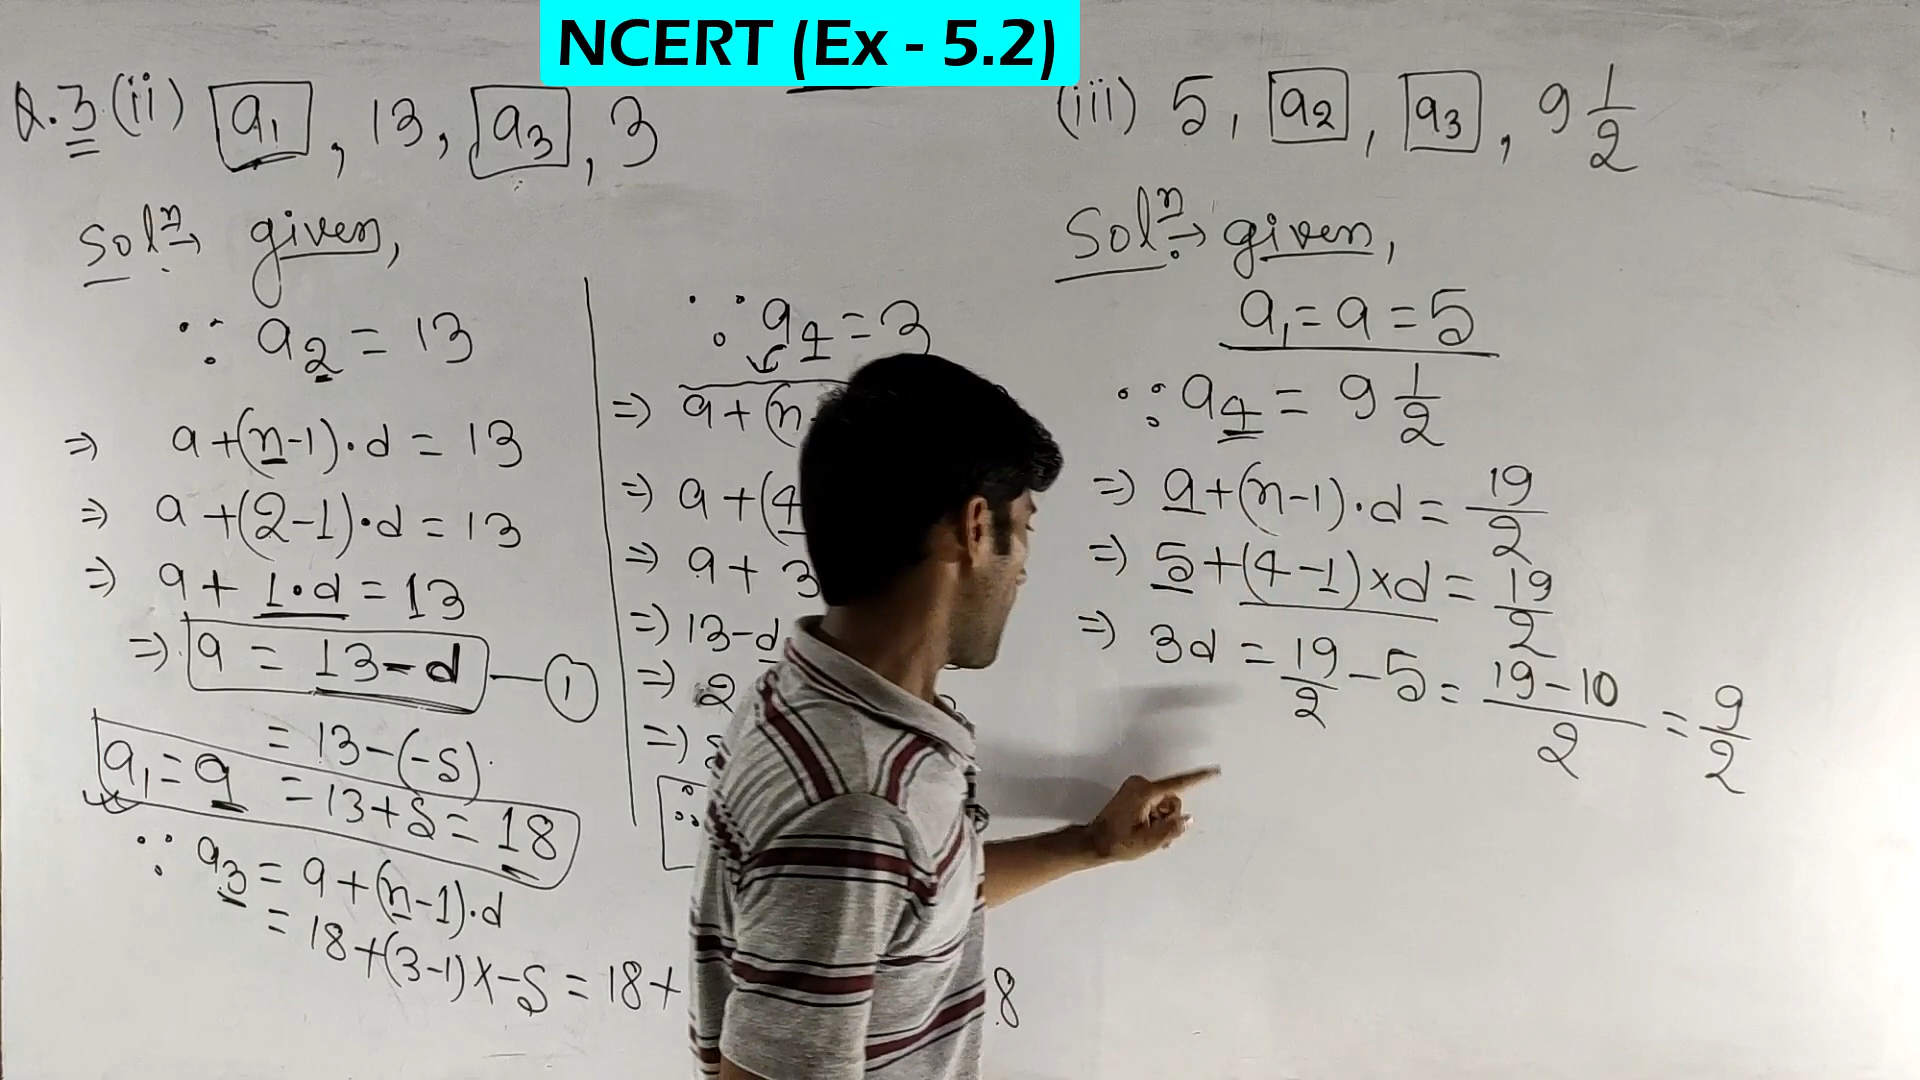 NCERT (Ex - 5.2)
Q.3 (ii) a₁, 13, a₃, 3
Solⁿ→ given,
∵ a₂ = 13
⇒ a+(n-1)·d = 13
⇒ a+(2-1)·d = 13
⇒ a+ 1·d = 13
⇒ a = 13-d —①
= 13-(-5)
a₁ = a = 13+5 = 18
∵ a₃ = a+(n-1)·d
= 18+(3-1)x-5 = 18+ 8
∵ a₄ = 3
⇒ a+(n-
⇒ a+(4
⇒ a+3
⇒ 13-d
⇒ 2
⇒
∴
(iii) 5, a₂, a₃, 9 1/2
Solⁿ→ given,
a₁ = a = 5
∵ a₄ = 9 1/2
⇒ a+(n-1)·d = 19/2
⇒ 5+(4-1)×d = 19/2
⇒ 3d = 19/2 - 5 = (19-10)/2 = 9/2